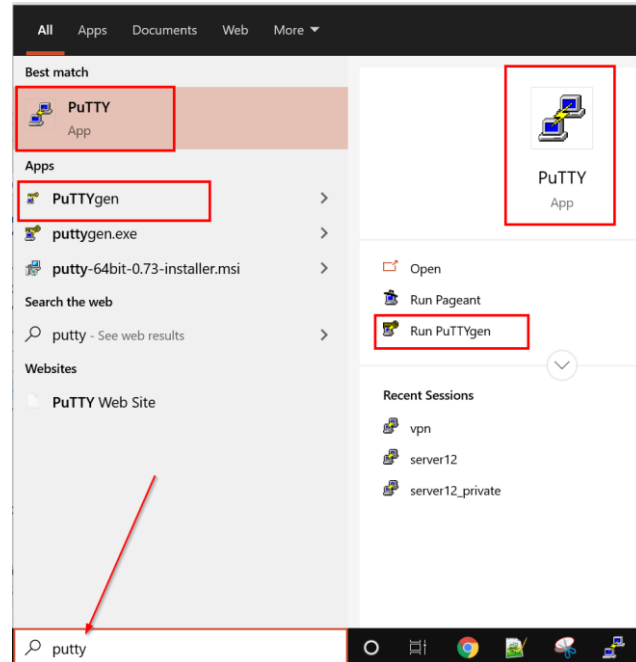 All Apps Documents Web More
Best match
PuTTY
App
Apps
PuTTYgen
puttygen.exe
putty-64bit-0.73-installer.msi
Search the web
putty - See web results
Websites
PuTTY Web Site
putty
PuTTY
App
Open
Run Pageant
Run PuTTYgen
Recent Sessions
vpn
server12
server12_private